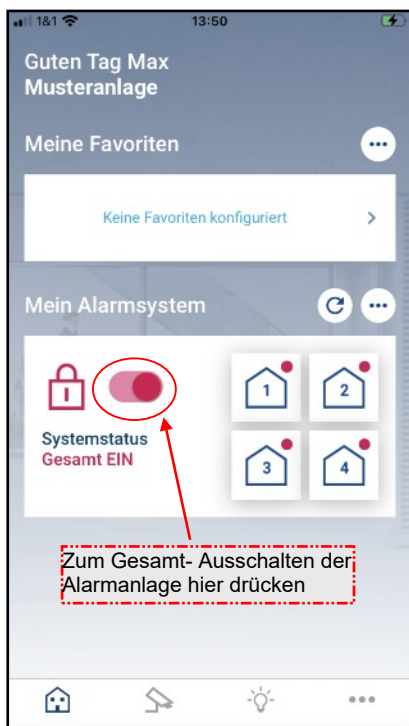 1&1 13:50
Guten Tag Max
Musteranlage
Meine Favoriten
Keine Favoriten konfiguriert
Mein Alarmsystem
1 2
Systemstatus
Gesamt EIN
3 4
Zum Gesamt- Ausschalten der
Alarmanlage hier drücken